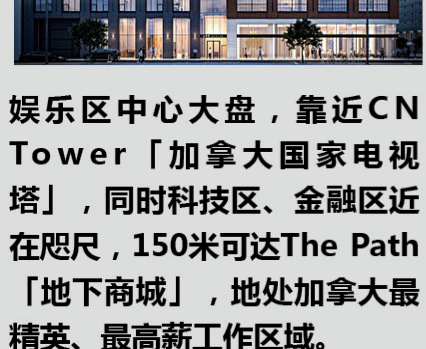 娱乐区中心大盘，靠近CN
Tower「加拿大国家电视
塔」，同时科技区、金融区近
在咫尺，150米可达The Path
「地下商城」，地处加拿大最
精英、最高薪工作区域。